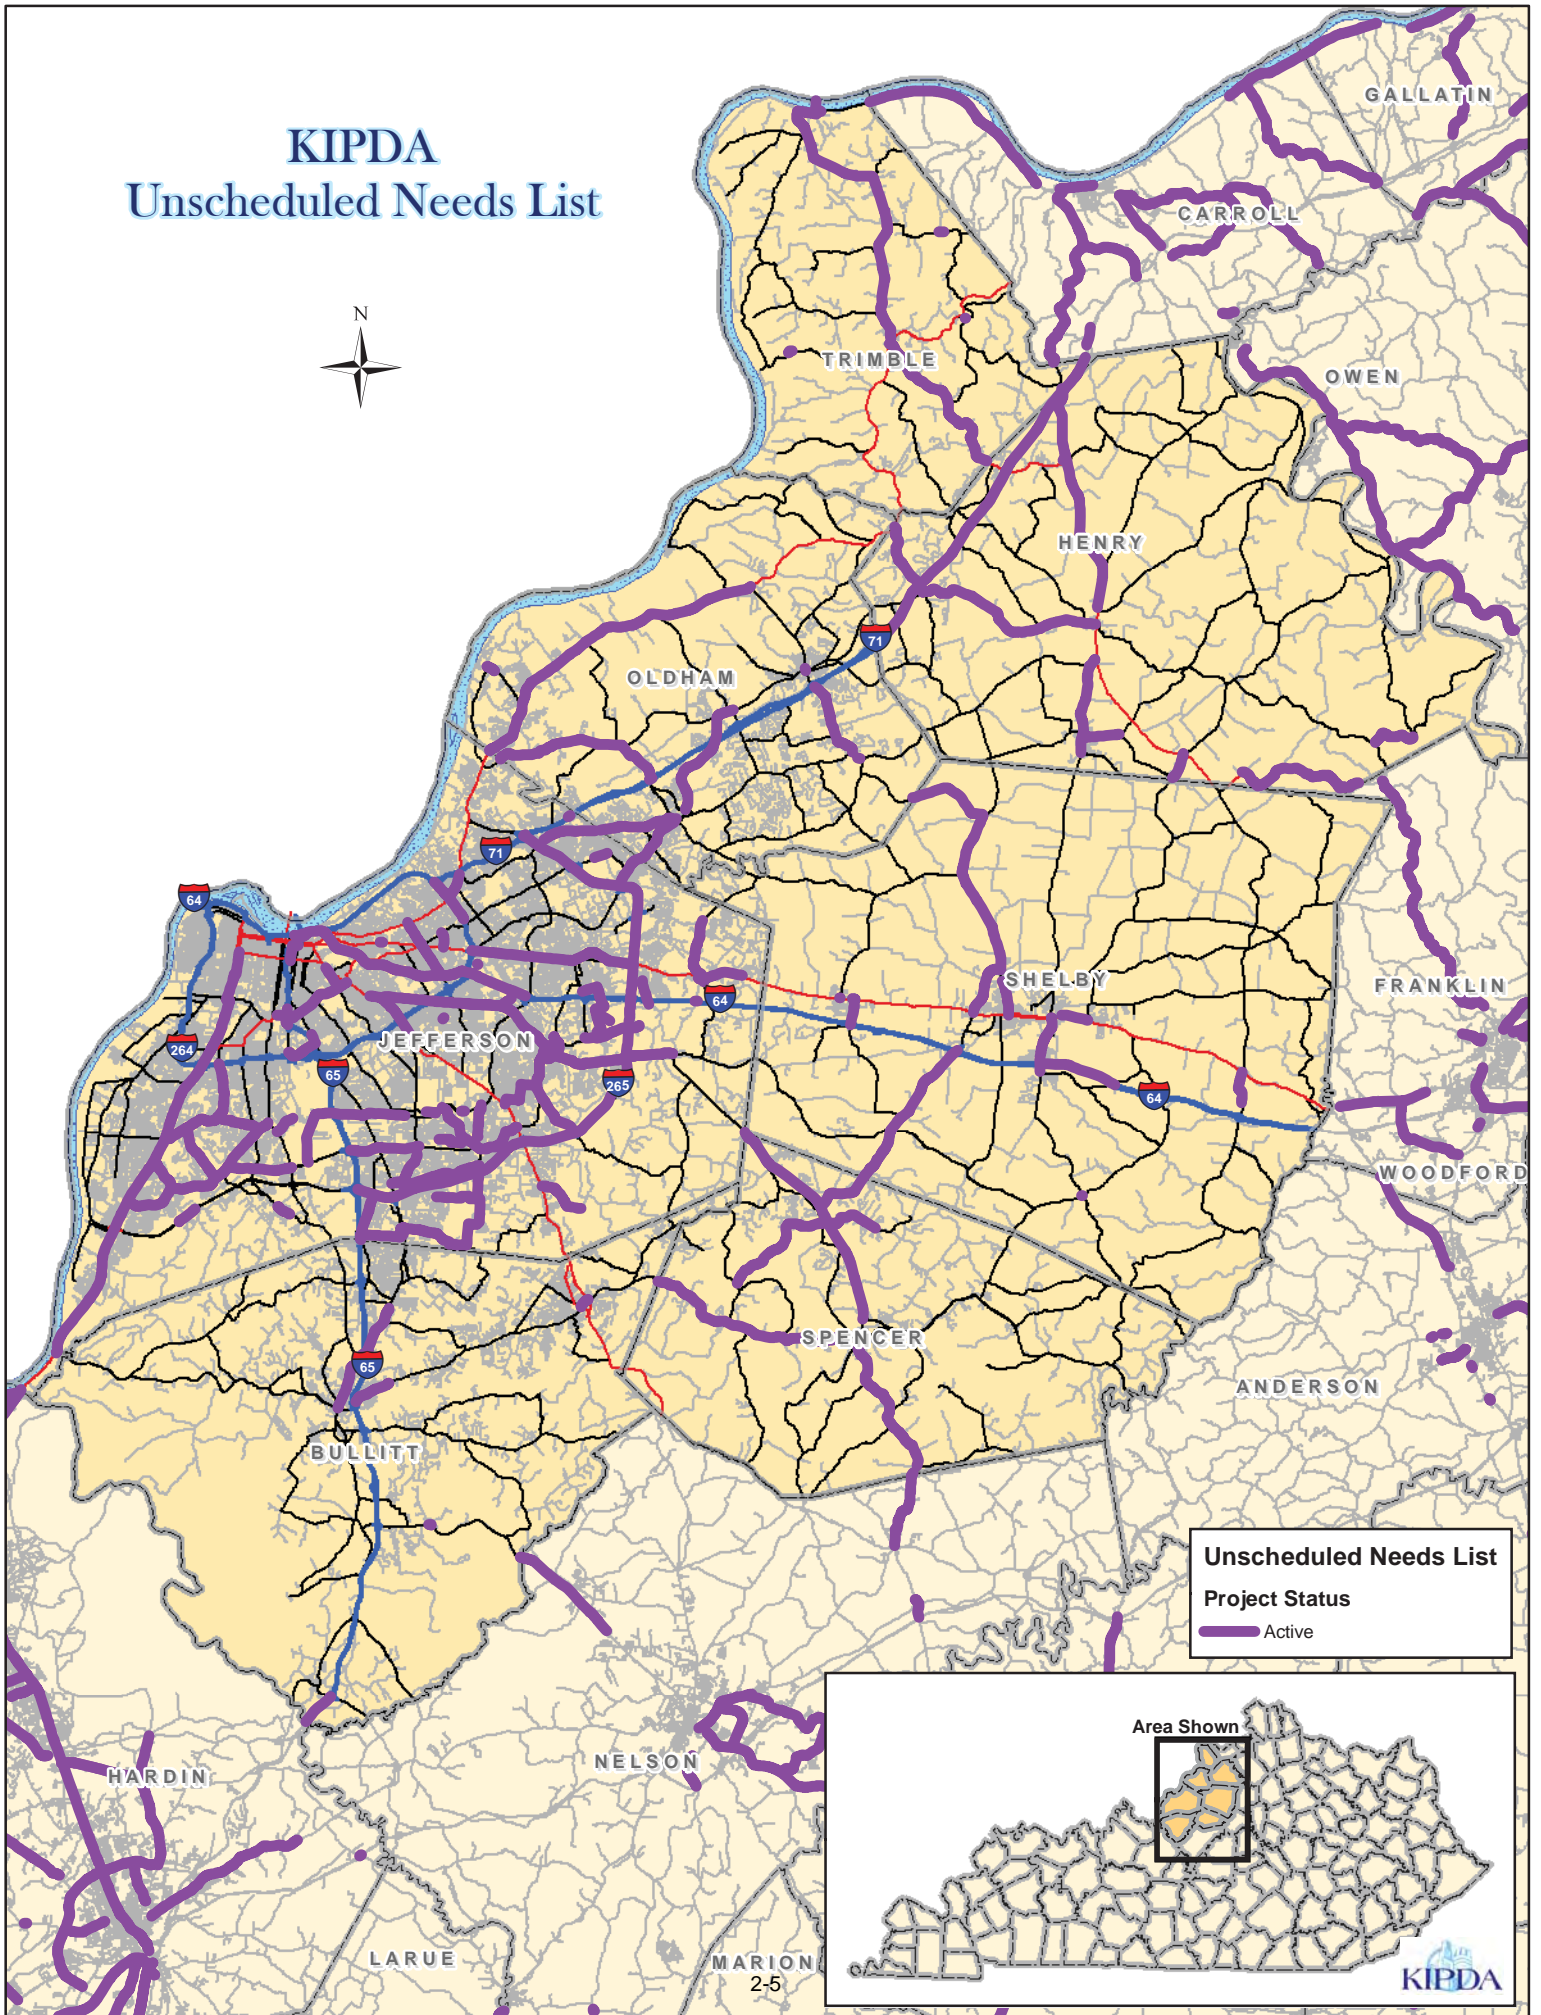 KIPDA
Unscheduled Needs List
N
GALLATIN
CARROLL
TRIMBLE
OWEN
HENRY
71
OLDHAM
71
64
SHELBY
FRANKLIN
64
JEFFERSON
264
65
265
64
WOODFORD
SPENCER
65
ANDERSON
BULLITT
Unscheduled Needs List
Project Status
Active
Area Shown
NELSON
HARDIN
LARUE
MARION
2-5
KIPDA